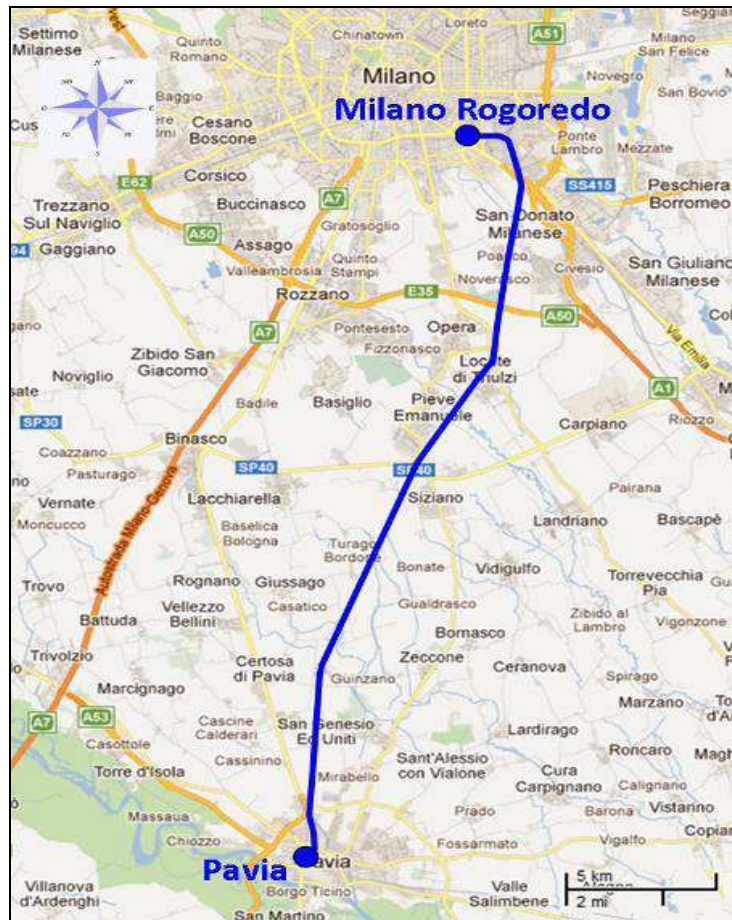 Settimo
Milanese
Quinto
Romano
Chinatown
Loreto
A51
Segg
Milano
San Felice
Milano
Novegro
San Bovio
Baggio
Milano Rogoredo
Cesano
Boscone
Ponte
Lambro
Mezzate
E62
Corsico
A7
SS415
Peschiera
Borromeo
Trezzano
Sul Naviglio
Buccinasco
San Donato
Milanese
Gaggiano
A50
Assago
Gratosoglio
Poasco
Civesio
San Giuliano
Milanese
Valleambrosia
Quinto
Stampi
Noverasco
Rozzano
E35
A50
A7
Pontesesto
Opera
Via Emilia
Zibido San
Giacomo
Fizzonasco
Locate
di Triulzi
Noviglio
A1
Badile
Basiglio
Pieve
Emanuele
Carpiano
Riozzo
SP30
Binasco
Coazzano
SP40
SP40
Pasturago
Lacchiarella
Siziano
Pairana
Vernate
Moncucco
Autostrada Milano-Genova
Baselica
Bologna
Landriano
Bascapè
Turago
Bordone
Trovo
Rognano
Giussago
Bonate
Vidigulfo
Torrevecchia
Pia
Casatico
Gualdrasco
Vellezzo
Bellini
Battuda
Zibido al
Lambro
Vigonzone
Bornasco
Trivolzio
Certosa
di Pavia
Zeccone
Ceranova
Marcignago
Guinzano
Spirago
Marzano
A7
A53
Cascine
Calderari
San Genesio
Ed Uniti
Lardirago
Casottole
Roncaro
Cassinino
Sant'Alessio
con Vialone
Torre d'Isola
Mirabello
Cura
Carpignano
Calignano
Massaua
Prado
Barona
Vistarino
Chiozzo
Fossarmato
Vigalfo
Pavia
Pavia
Borgo Ticino
5 km
2 mi
Villanova
d'Ardenghi
Valle
Salimbene
San Martino